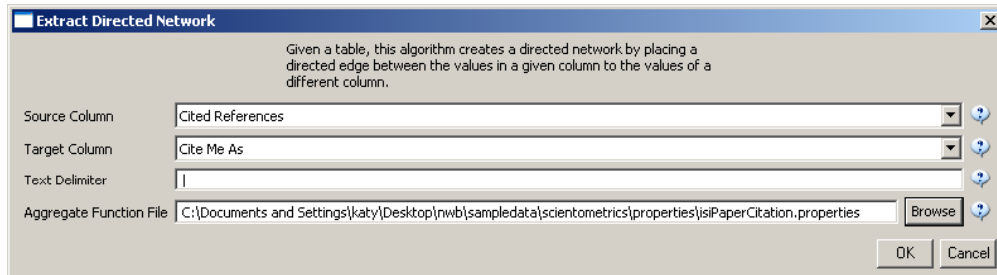 Extract Directed Network
Given a table, this algorithm creates a directed network by placing a
directed edge between the values in a given column to the values of a
different column.
Source Column Cited References
Target Column Cite Me As
Text Delimiter |
Aggregate Function File C:\Documents and Settings\katy\Desktop\nwb\sampledata\scientometrics\properties\isiPaperCitation.properties Browse
OK Cancel